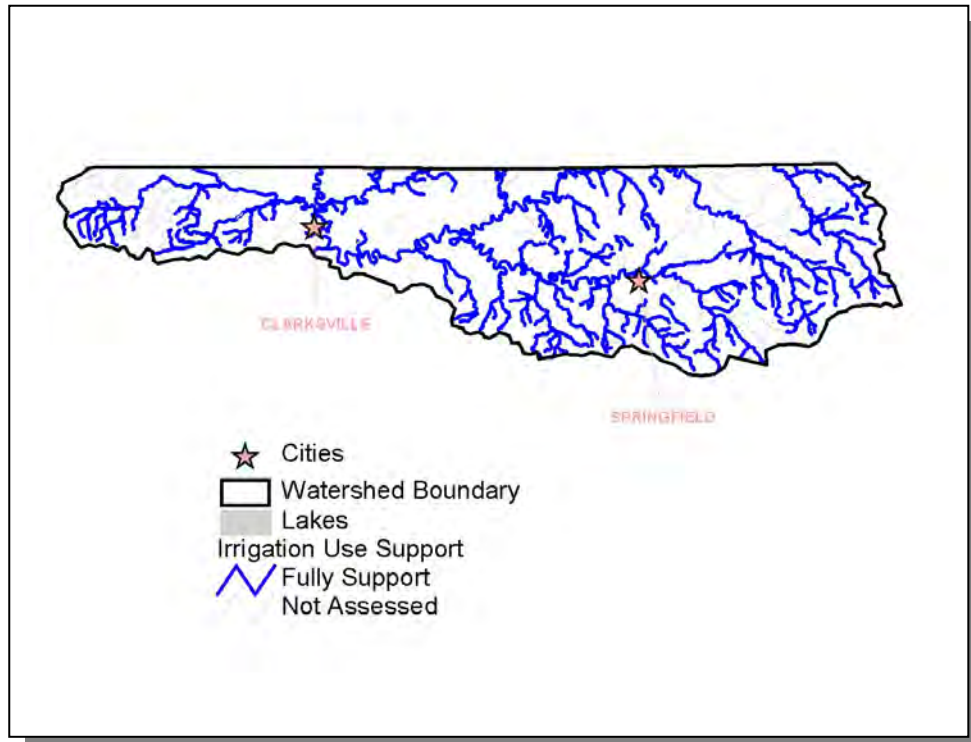 CLARKSVILLE
SPRINGFIELD
Cities
Watershed Boundary
Lakes
Irrigation Use Support
Fully Support
Not Assessed